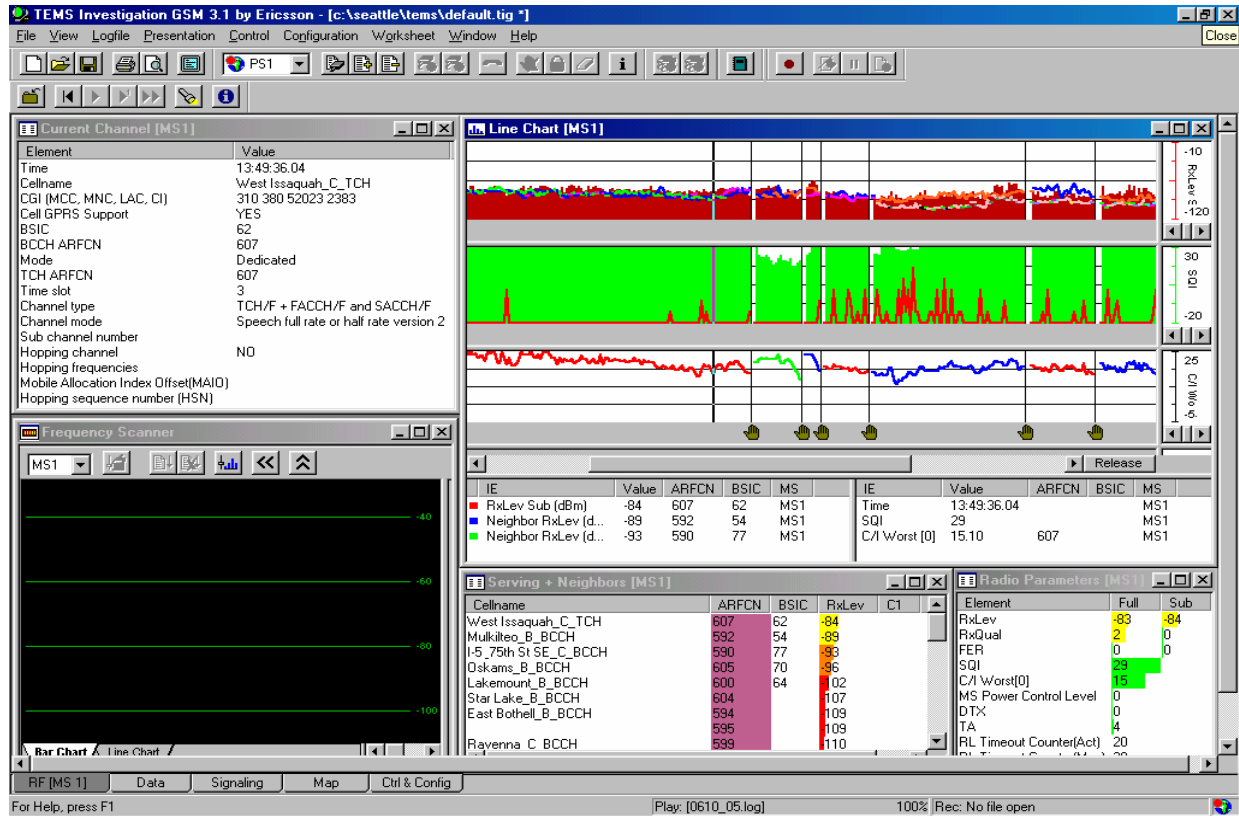 TEMS Investigation GSM 3.1 by Ericsson - [c:\seattle\tems\default.tig *]
File View Logfile Presentation Control Configuration Worksheet Window Help
Close
PS1
Current Channel [MS1]
Element Value
Time 13:49:36.04
Cellname West Issaquah_C_TCH
CGI (MCC, MNC, LAC, CI) 310 380 52023 2383
Cell GPRS Support YES
BSIC 62
BCCH ARFCN 607
Mode Dedicated
TCH ARFCN 607
Time slot 3
Channel type TCH/F + FACCH/F and SACCH/F
Channel mode Speech full rate or half rate version 2
Sub channel number
Hopping channel NO
Hopping frequencies
Mobile Allocation Index Offset(MAIO)
Hopping sequence number (HSN)
Line Chart [MS1]
-10
RxLev
-120
30
SQI
-20
25
C/I Wo
-5.
Release
IE Value ARFCN BSIC MS
RxLev Sub (dBm) -84 607 62 MS1
Neighbor RxLev (d... -89 592 54 MS1
Neighbor RxLev (d... -93 590 77 MS1
IE Value ARFCN BSIC MS
Time 13:49:36.04 MS1
SQI 29 MS1
C/I Worst [0] 15.10 607 MS1
Frequency Scanner
MS1
-40
-60
-80
-100
Bar Chart Line Chart
Serving + Neighbors [MS1]
Cellname ARFCN BSIC RxLev C1
West Issaquah_C_TCH 607 62 -84
Mulkilteo_B_BCCH 592 54 -89
I-5_75th St SE_C_BCCH 590 77 -93
Oskams_B_BCCH 605 70 -96
Lakemount_B_BCCH 600 64 -102
Star Lake_B_BCCH 604 -107
East Bothell_B_BCCH 594 -109
595 -109
Ravenna_C_BCCH 599 -110
Radio Parameters [MS1]
Element Full Sub
RxLev -83 -84
RxQual 2 0
FER 0 0
SQI 29
C/I Worst[0] 15
MS Power Control Level 0
DTX 0
TA 4
RL Timeout Counter(Act) 20
RF [MS 1] Data Signaling Map Ctrl & Config
For Help, press F1
Play: [0610_05.log]
100%
Rec: No file open